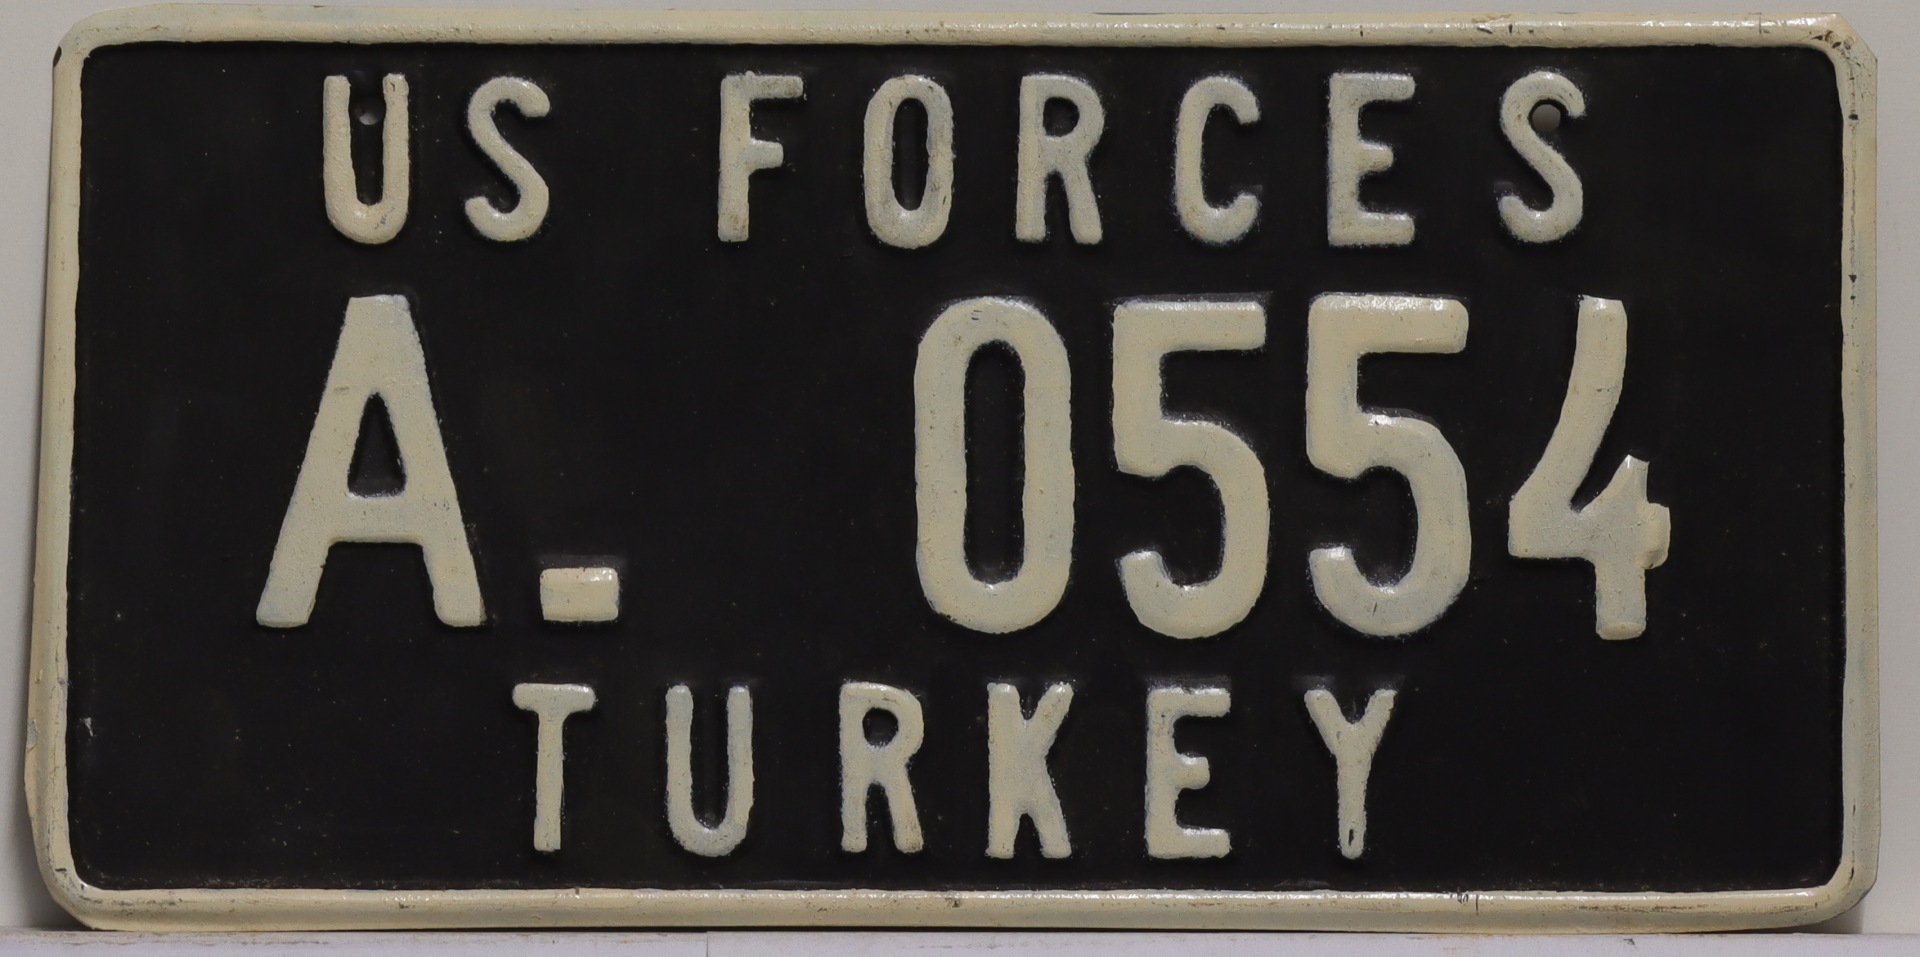 US FORCES
A- 0554
TURKEY